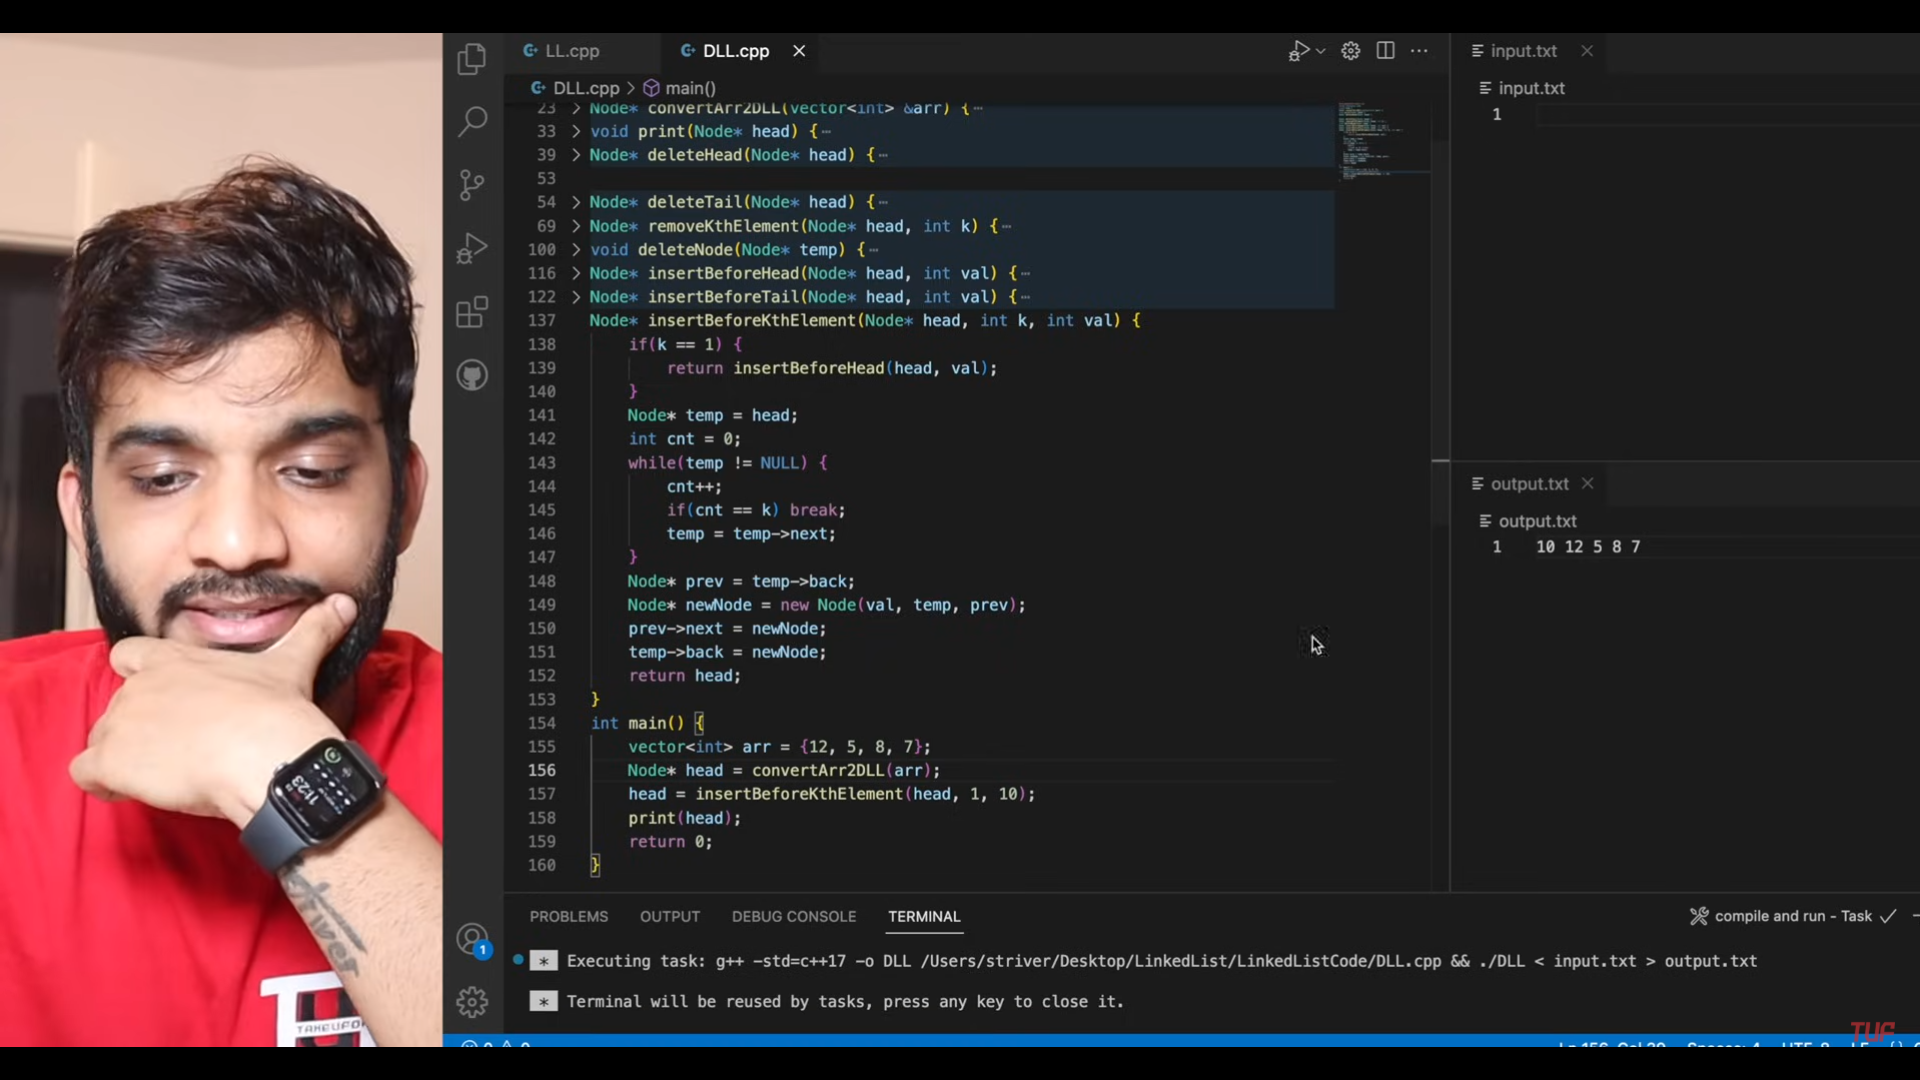 LL.cpp
DLL.cpp
DLL.cpp > main()
23 Node* convertArr2DLL(vector<int> &arr) {
33 void print(Node* head) {
39 Node* deleteHead(Node* head) {
53
54 Node* deleteTail(Node* head) {
69 Node* removeKthElement(Node* head, int k) {
100 void deleteNode(Node* temp) {
116 Node* insertBeforeHead(Node* head, int val) {
122 Node* insertBeforeTail(Node* head, int val) {
137 Node* insertBeforeKthElement(Node* head, int k, int val) {
138 if(k == 1) {
139 return insertBeforeHead(head, val);
140 }
141 Node* temp = head;
142 int cnt = 0;
143 while(temp != NULL) {
144 cnt++;
145 if(cnt == k) break;
146 temp = temp->next;
147 }
148 Node* prev = temp->back;
149 Node* newNode = new Node(val, temp, prev);
150 prev->next = newNode;
151 temp->back = newNode;
152 return head;
153 }
154 int main() {
155 vector<int> arr = {12, 5, 8, 7};
156 Node* head = convertArr2DLL(arr);
157 head = insertBeforeKthElement(head, 1, 10);
158 print(head);
159 return 0;
160 }
input.txt
input.txt
1
output.txt
output.txt
1 10 12 5 8 7
PROBLEMS OUTPUT DEBUG CONSOLE TERMINAL
compile and run - Task
* Executing task: g++ -std=c++17 -o DLL /Users/striver/Desktop/LinkedList/LinkedListCode/DLL.cpp && ./DLL < input.txt > output.txt
* Terminal will be reused by tasks, press any key to close it.
1
11:23
striver
TAKEUFO
TUF